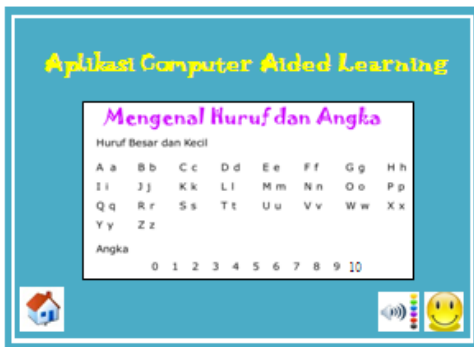 Aplikasi Computer Aided Learning
Mengenal Huruf dan Angka
Huruf Besar dan Kecil
A a B b C c D d E e F f G g H h
I i J j K k L l M m N n O o P p
Q q R r S s T t U u V v W w X x
Y y Z z
Angka
0 1 2 3 4 5 6 7 8 9 10